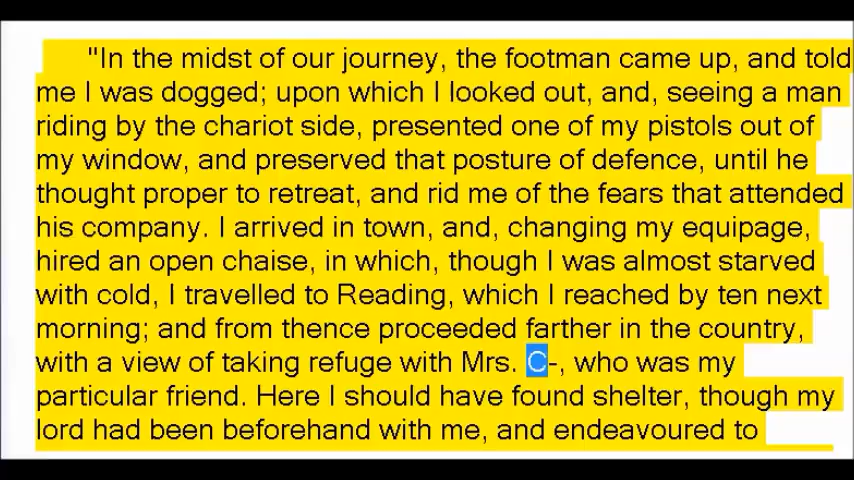 "In the midst of our journey, the footman came up, and told
me I was dogged; upon which I looked out, and, seeing a man
riding by the chariot side, presented one of my pistols out of
my window, and preserved that posture of defence, until he
thought proper to retreat, and rid me of the fears that attended
his company. I arrived in town, and, changing my equipage,
hired an open chaise, in which, though I was almost starved
with cold, I travelled to Reading, which I reached by ten next
morning; and from thence proceeded farther in the country,
with a view of taking refuge with Mrs. C-, who was my
particular friend. Here I should have found shelter, though my
lord had been beforehand with me, and endeavoured to